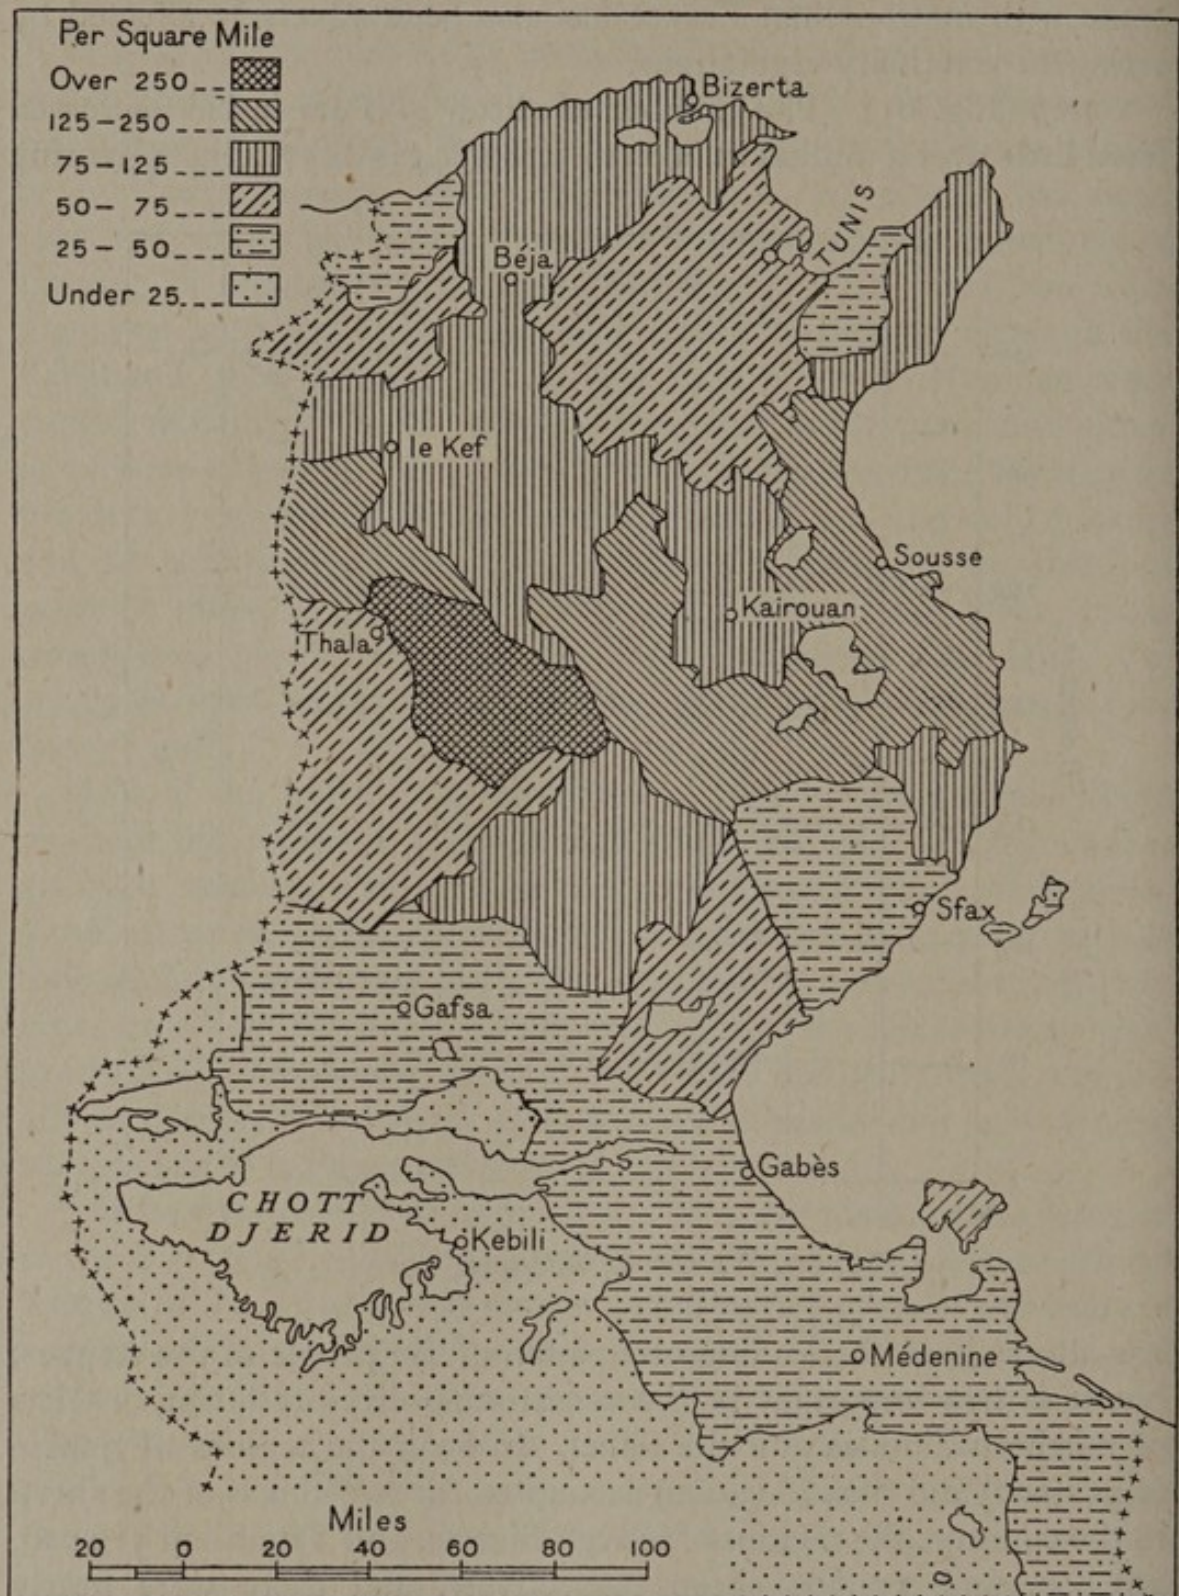 Per Square Mile
Over 250
125-250
75-125
50- 75
25- 50
Under 25
Bizerta
TUNIS
Béja
le Kef
Sousse
Kairouan
Thala
Sfax
Gafsa
Gabès
CHOTT
DJERID
Kebili
Médenine
Miles
20 0 20 40 60 80 100